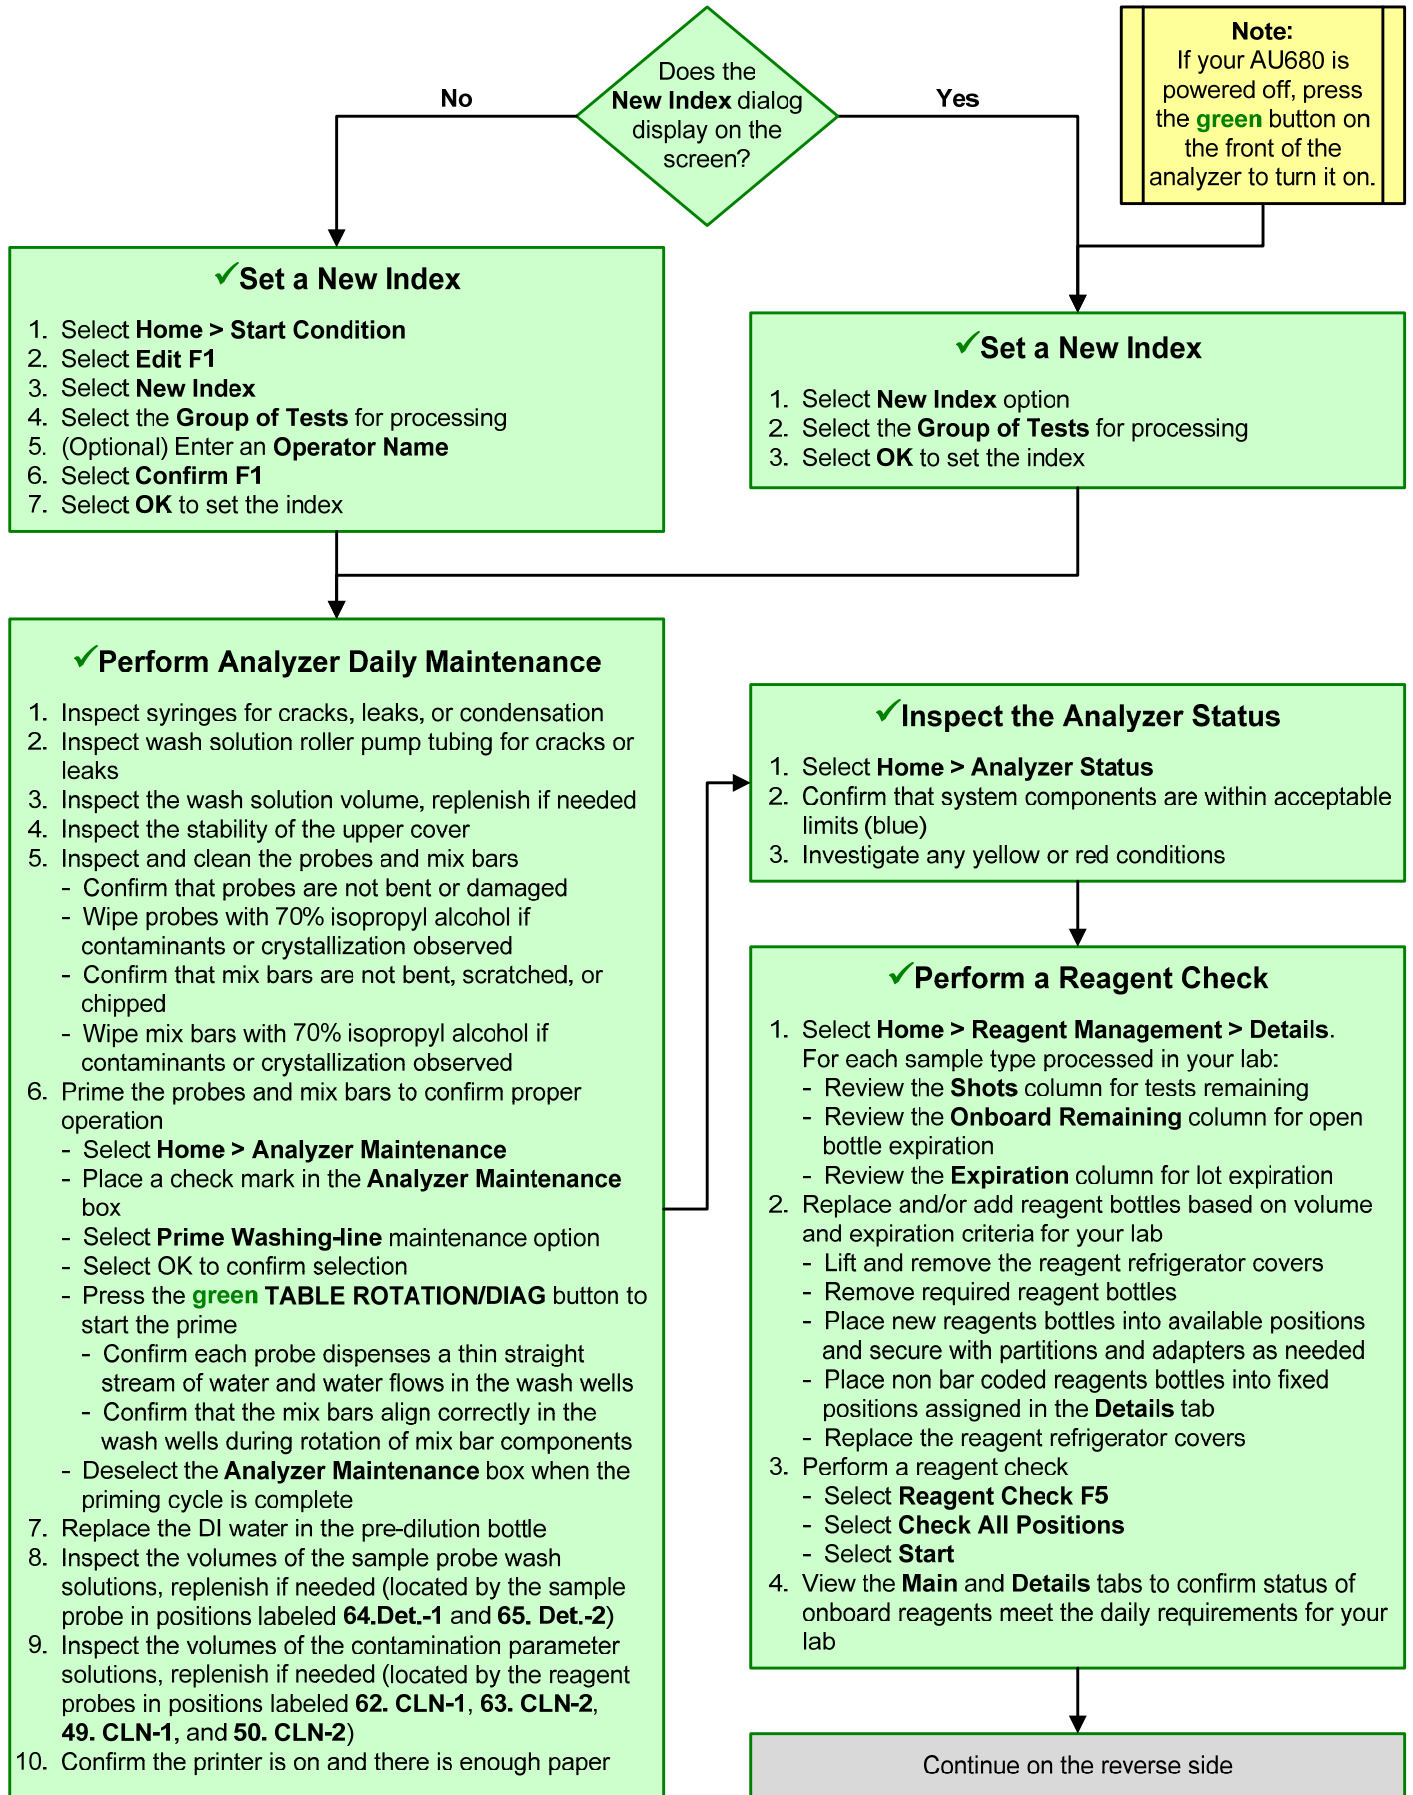 Does the
New Index dialog
display on the
screen?
No
Yes
Note:
If your AU680 is
powered off, press
the green button on
the front of the
analyzer to turn it on.
✓Set a New Index
1. Select Home > Start Condition
2. Select Edit F1
3. Select New Index
4. Select the Group of Tests for processing
5. (Optional) Enter an Operator Name
6. Select Confirm F1
7. Select OK to set the index
✓Set a New Index
1. Select New Index option
2. Select the Group of Tests for processing
3. Select OK to set the index
✓Perform Analyzer Daily Maintenance
1. Inspect syringes for cracks, leaks, or condensation
2. Inspect wash solution roller pump tubing for cracks or
leaks
3. Inspect the wash solution volume, replenish if needed
4. Inspect the stability of the upper cover
5. Inspect and clean the probes and mix bars
- Confirm that probes are not bent or damaged
- Wipe probes with 70% isopropyl alcohol if
contaminants or crystallization observed
- Confirm that mix bars are not bent, scratched, or
chipped
- Wipe mix bars with 70% isopropyl alcohol if
contaminants or crystallization observed
6. Prime the probes and mix bars to confirm proper
operation
- Select Home > Analyzer Maintenance
- Place a check mark in the Analyzer Maintenance
box
- Select Prime Washing-line maintenance option
- Select OK to confirm selection
- Press the green TABLE ROTATION/DIAG button to
start the prime
- Confirm each probe dispenses a thin straight
stream of water and water flows in the wash wells
- Confirm that the mix bars align correctly in the
wash wells during rotation of mix bar components
- Deselect the Analyzer Maintenance box when the
priming cycle is complete
7. Replace the DI water in the pre-dilution bottle
8. Inspect the volumes of the sample probe wash
solutions, replenish if needed (located by the sample
probe in positions labeled 64.Det.-1 and 65. Det.-2)
9. Inspect the volumes of the contamination parameter
solutions, replenish if needed (located by the reagent
probes in positions labeled 62. CLN-1, 63. CLN-2,
49. CLN-1, and 50. CLN-2)
10. Confirm the printer is on and there is enough paper
✓Inspect the Analyzer Status
1. Select Home > Analyzer Status
2. Confirm that system components are within acceptable
limits (blue)
3. Investigate any yellow or red conditions
✓Perform a Reagent Check
1. Select Home > Reagent Management > Details.
For each sample type processed in your lab:
- Review the Shots column for tests remaining
- Review the Onboard Remaining column for open
bottle expiration
- Review the Expiration column for lot expiration
2. Replace and/or add reagent bottles based on volume
and expiration criteria for your lab
- Lift and remove the reagent refrigerator covers
- Remove required reagent bottles
- Place new reagents bottles into available positions
and secure with partitions and adapters as needed
- Place non bar coded reagents bottles into fixed
positions assigned in the Details tab
- Replace the reagent refrigerator covers
3. Perform a reagent check
- Select Reagent Check F5
- Select Check All Positions
- Select Start
4. View the Main and Details tabs to confirm status of
onboard reagents meet the daily requirements for your
lab
Continue on the reverse side